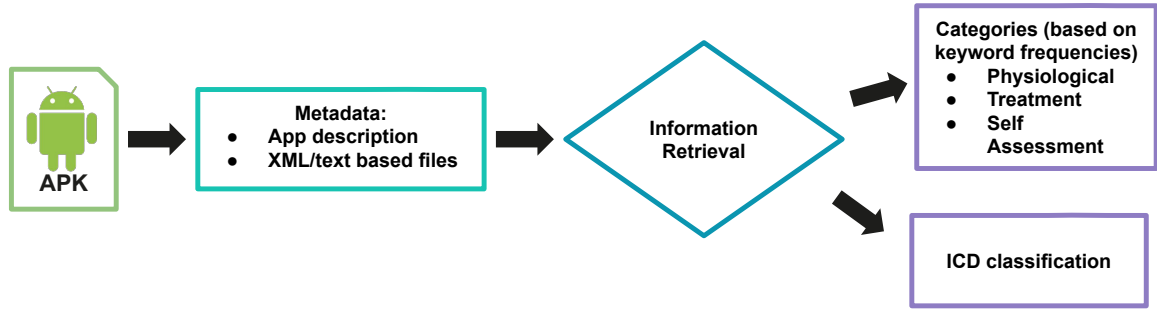 APK
Metadata:
● App description
● XML/text based files
Information
Retrieval
Categories (based on
keyword frequencies)
● Physiological
● Treatment
● Self
Assessment
ICD classification